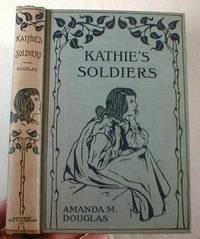 KATHIE'S
SOLDIERS
DOUGLAS
KATHIE'S
SOLDIERS
AMANDA M.
DOUGLAS